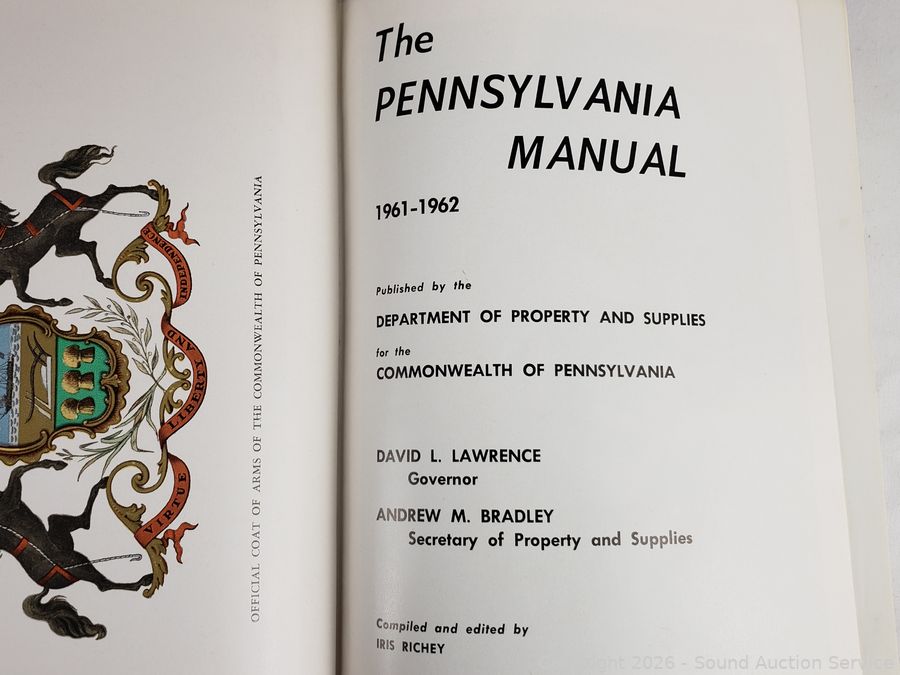 VIRTUE
LIBERTY AND
INDEPENDENCE
OFFICIAL COAT OF ARMS OF THE COMMONWEALTH OF PENNSYLVANIA
The
PENNSYLVANIA
MANUAL
1961-1962
Published by the
DEPARTMENT OF PROPERTY AND SUPPLIES
for the
COMMONWEALTH OF PENNSYLVANIA
DAVID L. LAWRENCE
Governor
ANDREW M. BRADLEY
Secretary of Property and Supplies
Compiled and edited by
IRIS RICHEY
Copyright 2026 - Sound Auction Service